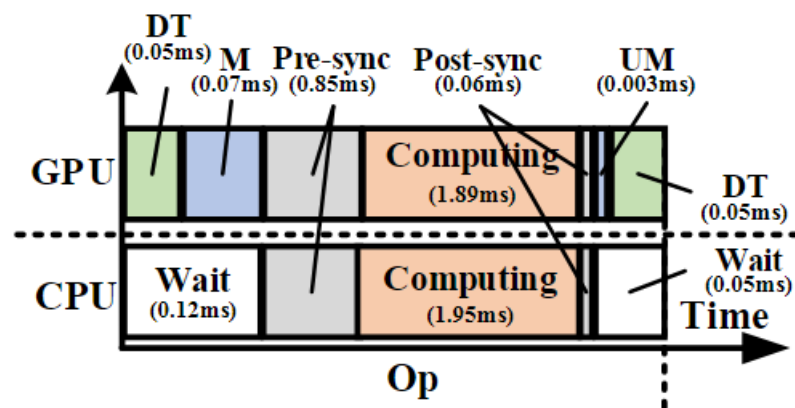 DT
(0.05ms)
M
(0.07ms)
Pre-sync
(0.85ms)
Post-sync
(0.06ms)
UM
(0.003ms)
GPU
Computing
(1.89ms)
DT
(0.05ms)
CPU
Wait
(0.12ms)
Computing
(1.95ms)
Wait
(0.05ms)
Time
Op